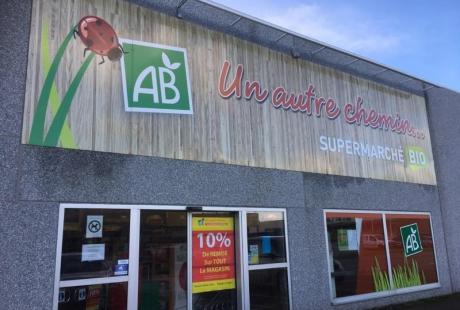 AB
Un autre chemin...
SUPERMARCHÉ BIO
10%
DE REMISE
Sur TOUT
Le MAGASIN
AB